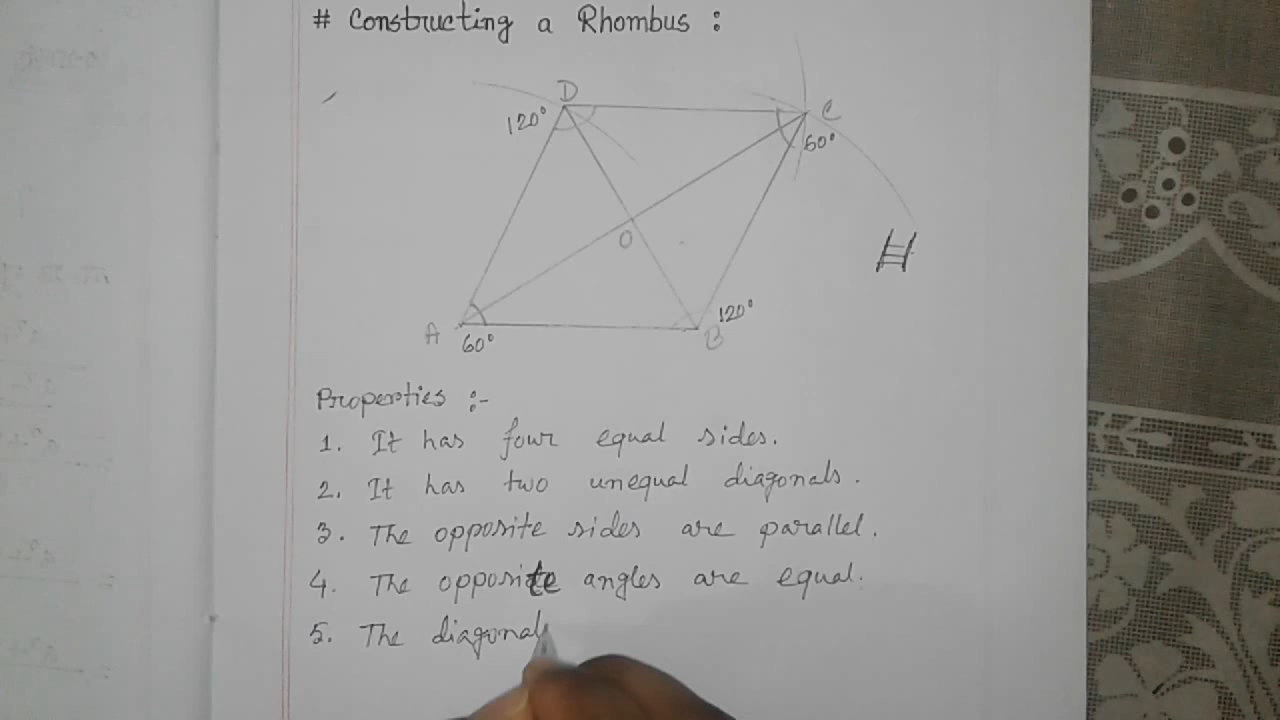 # Constructing a Rhombus :
D
120°
C
60°
O
A
60°
120°
B
Properties :-
1. It has four equal sides.
2. It has two unequal diagonals.
3. The opposite sides are parallel.
4. The opposite angles are equal.
5. The diagonals